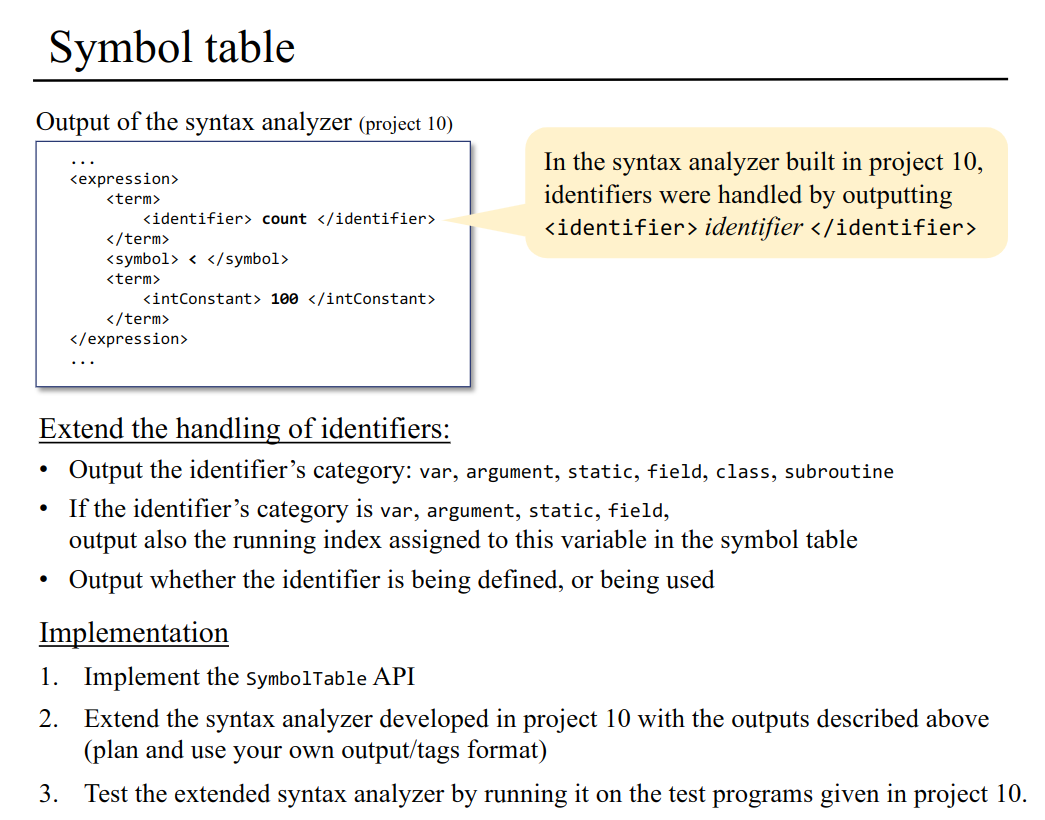 Symbol table
Output of the syntax analyzer (project 10)
...
<expression>
<term>
<identifier> count </identifier>
</term>
<symbol> < </symbol>
<term>
<intConstant> 100 </intConstant>
</term>
</expression>
...
In the syntax analyzer built in project 10,
identifiers were handled by outputting
<identifier> identifier </identifier>
Extend the handling of identifiers:
• Output the identifier’s category: var, argument, static, field, class, subroutine
• If the identifier’s category is var, argument, static, field,
output also the running index assigned to this variable in the symbol table
• Output whether the identifier is being defined, or being used
Implementation
1. Implement the SymbolTable API
2. Extend the syntax analyzer developed in project 10 with the outputs described above
(plan and use your own output/tags format)
3. Test the extended syntax analyzer by running it on the test programs given in project 10.